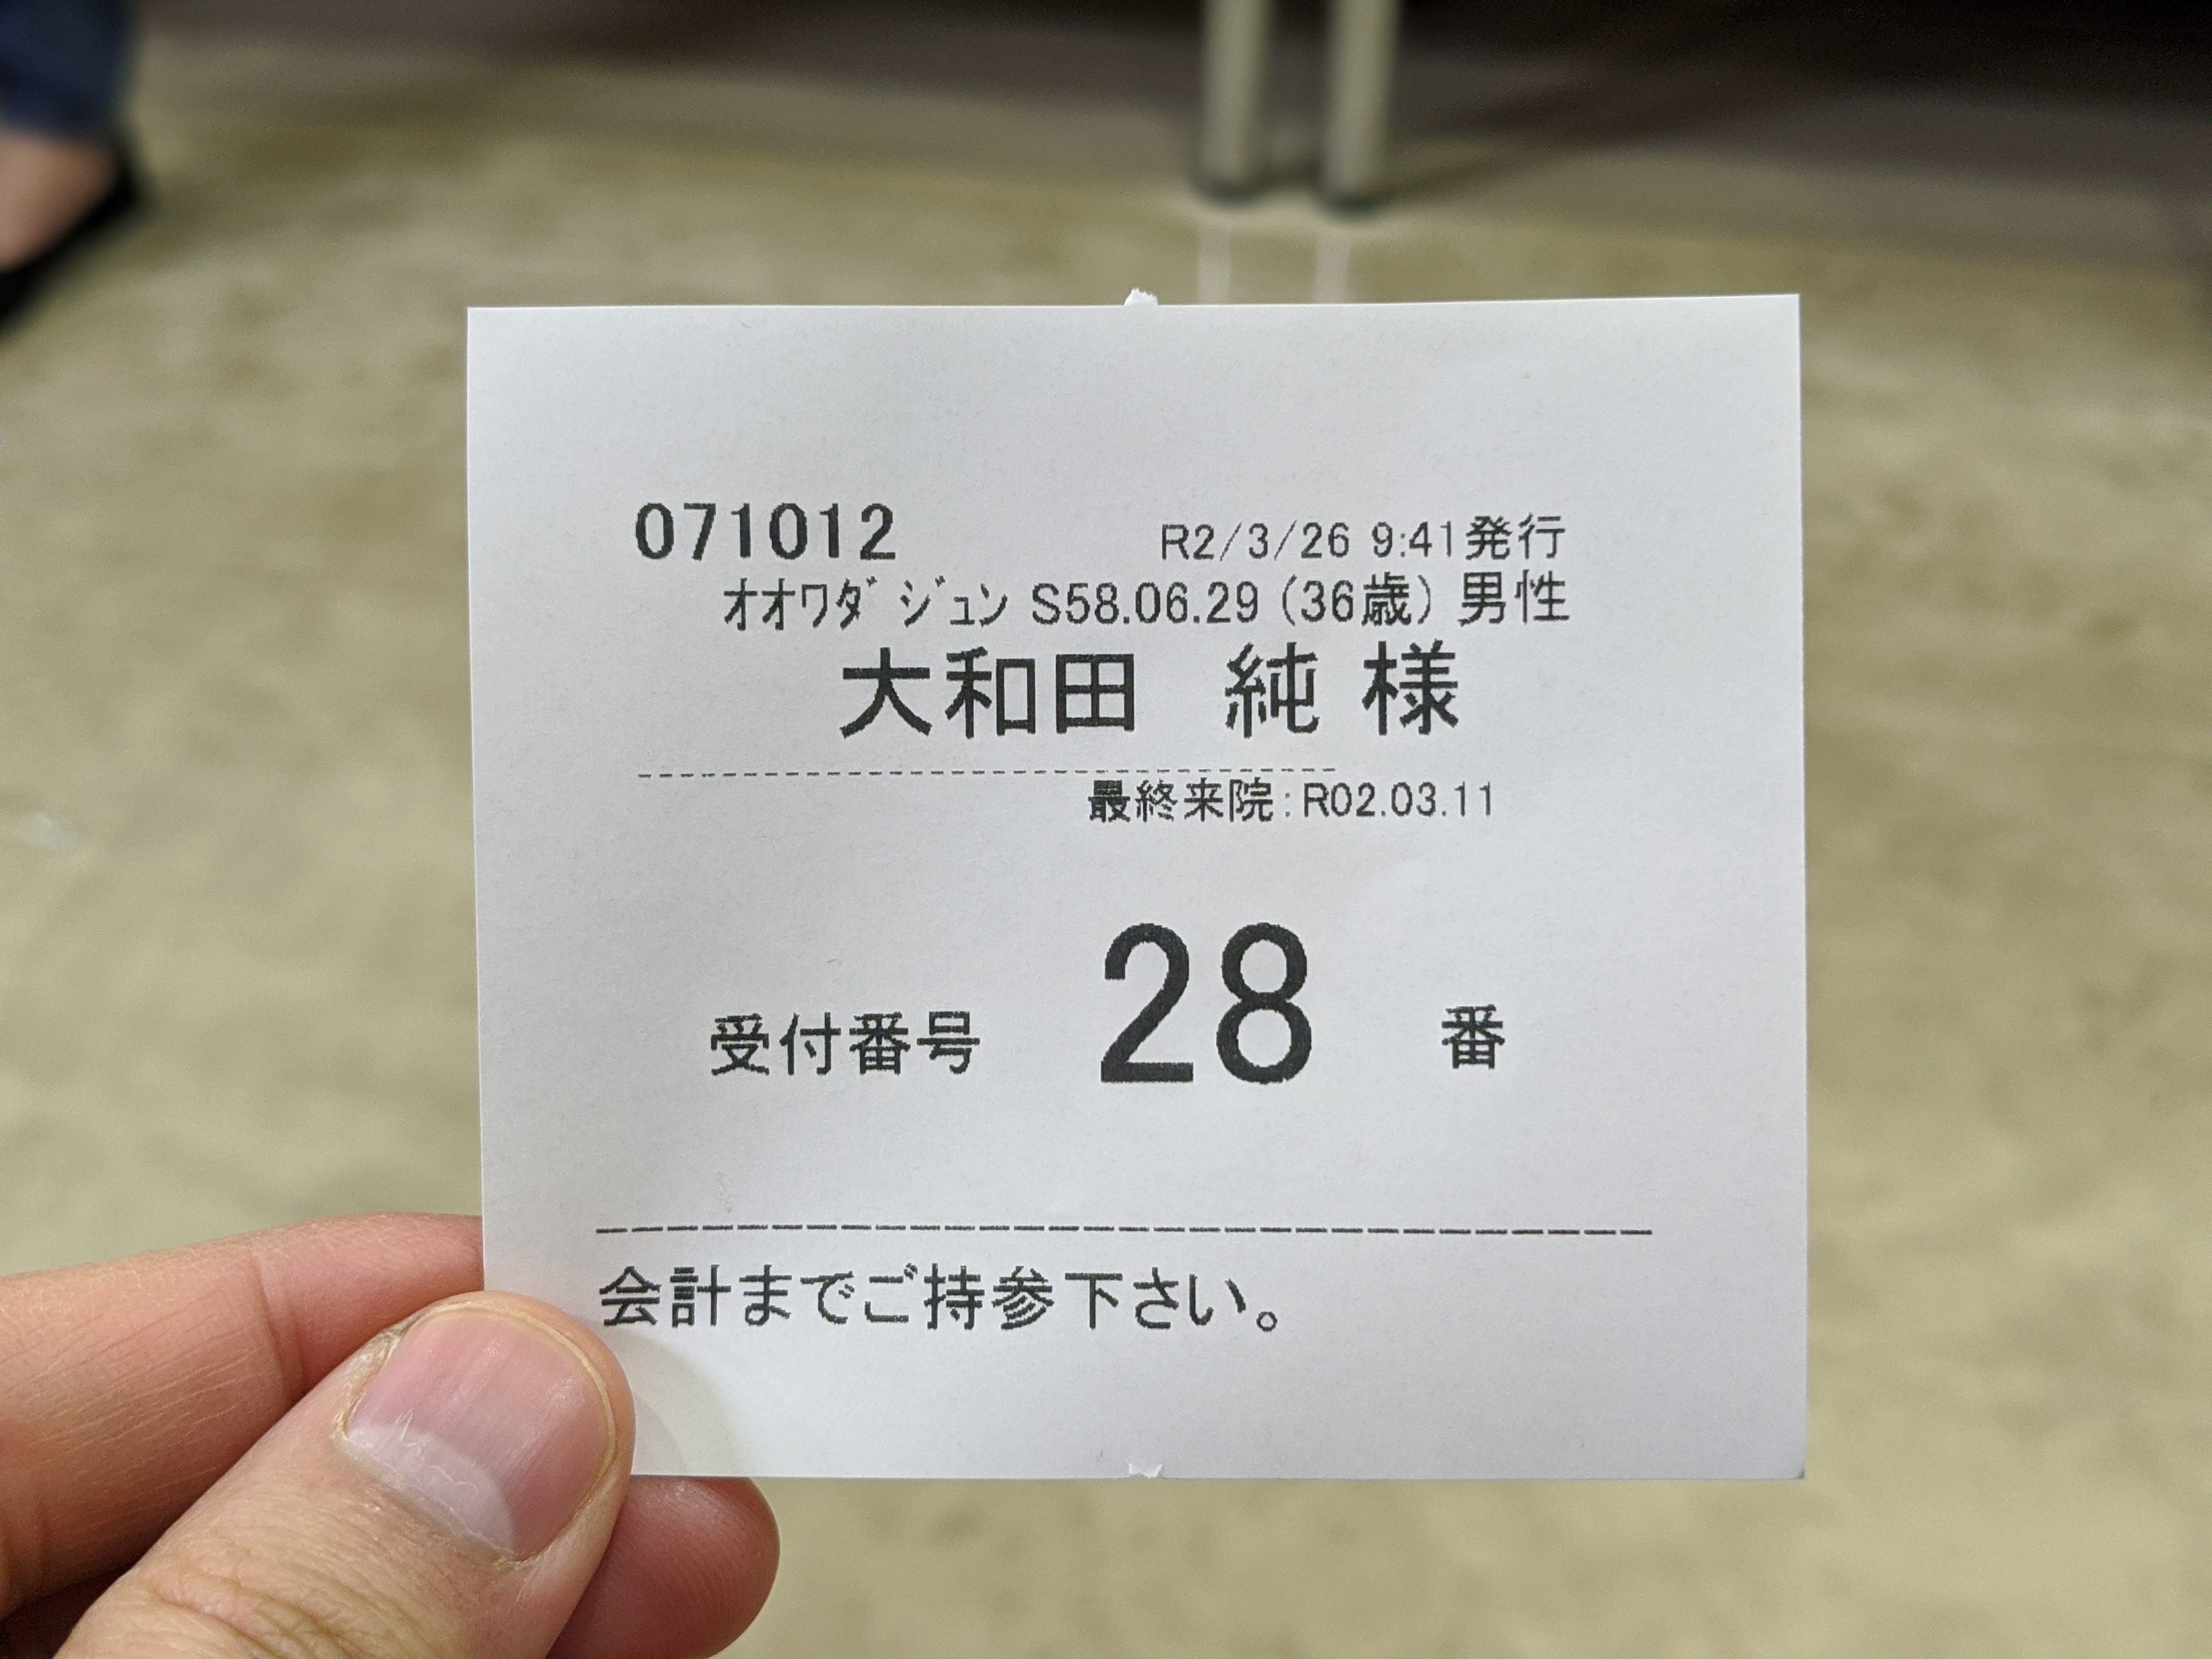 071012 R2/3/26 9:41発行
ｵｵﾜﾀﾞ ｼﾞｭﾝ S58.06.29 (36歳) 男性
大和田 純 様
最終来院:R02.03.11
受付番号 28 番
会計までご持参下さい。